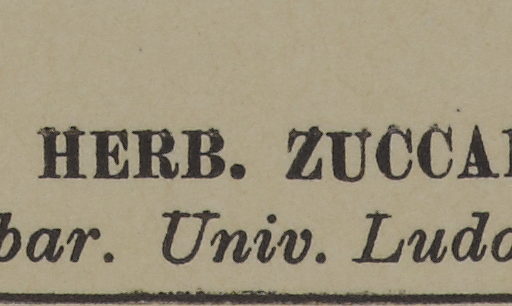 HERB. ZUCCA
bar. Univ. Ludo